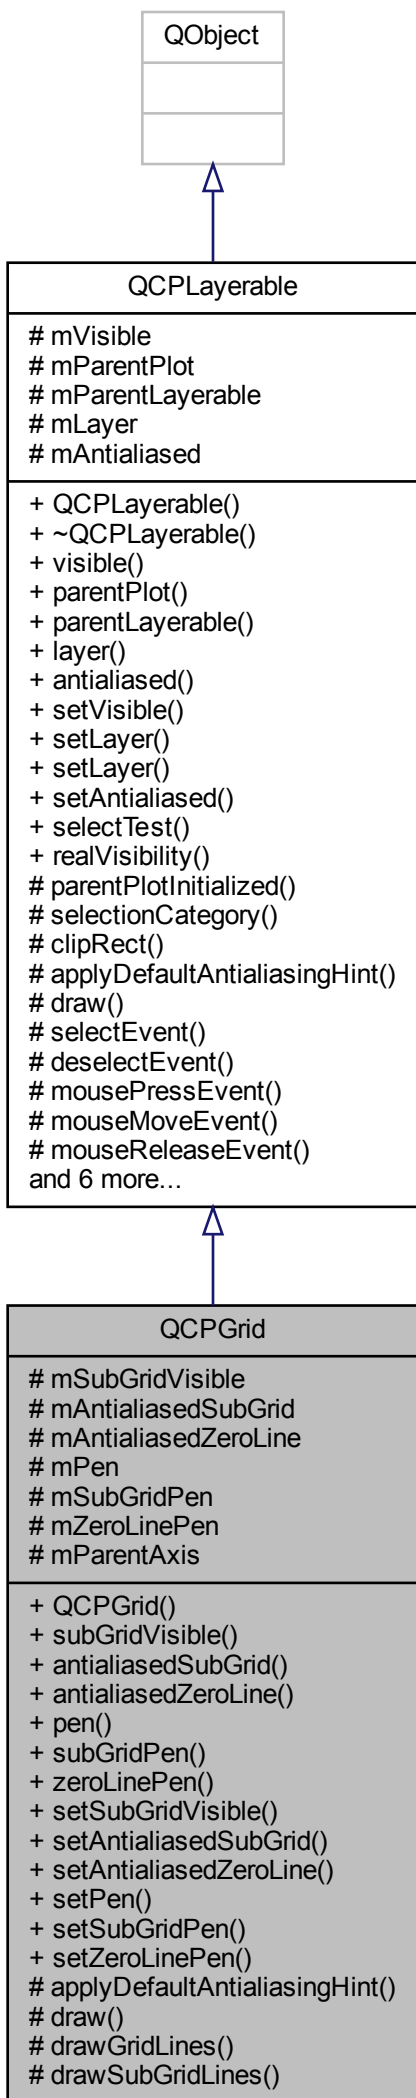 QObject
QCPLayerable
# mVisible
# mParentPlot
# mParentLayerable
# mLayer
# mAntialiased
+ QCPLayerable()
+ ~QCPLayerable()
+ visible()
+ parentPlot()
+ parentLayerable()
+ layer()
+ antialiased()
+ setVisible()
+ setLayer()
+ setLayer()
+ setAntialiased()
+ selectTest()
+ realVisibility()
# parentPlotInitialized()
# selectionCategory()
# clipRect()
# applyDefaultAntialiasingHint()
# draw()
# selectEvent()
# deselectEvent()
# mousePressEvent()
# mouseMoveEvent()
# mouseReleaseEvent()
and 6 more...
QCPGrid
# mSubGridVisible
# mAntialiasedSubGrid
# mAntialiasedZeroLine
# mPen
# mSubGridPen
# mZeroLinePen
# mParentAxis
+ QCPGrid()
+ subGridVisible()
+ antialiasedSubGrid()
+ antialiasedZeroLine()
+ pen()
+ subGridPen()
+ zeroLinePen()
+ setSubGridVisible()
+ setAntialiasedSubGrid()
+ setAntialiasedZeroLine()
+ setPen()
+ setSubGridPen()
+ setZeroLinePen()
# applyDefaultAntialiasingHint()
# draw()
# drawGridLines()
# drawSubGridLines()